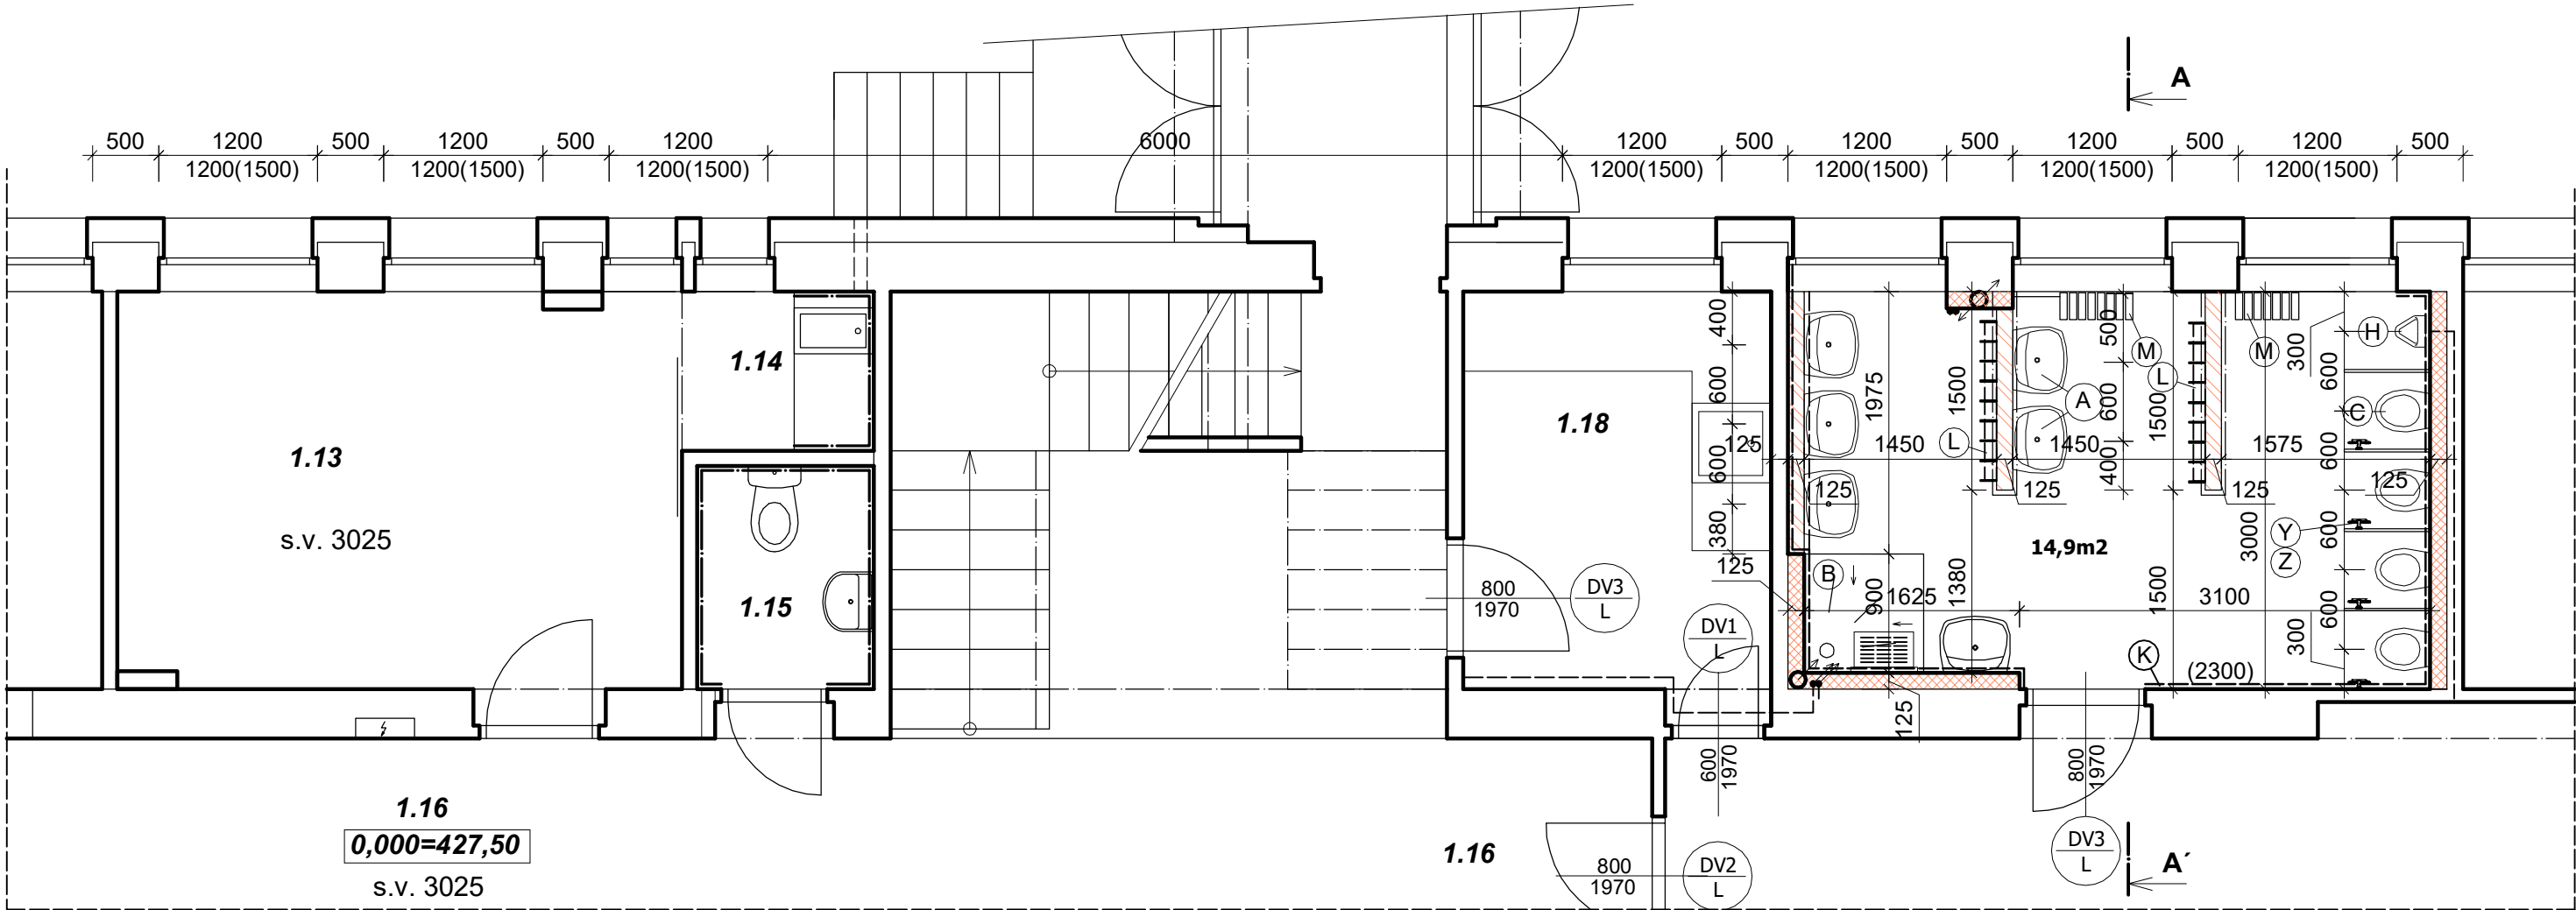 A
500
1200
500
1200
500
1200
6000
1200
500
1200
500
1200
500
1200
500
1200(1500)
1200(1500)
1200(1500)
1200(1500)
1200(1500)
1200(1500)
1200(1500)
1.14
1.13
s.v. 3025
1.15
1.18
400
600
600
380
125
125
125
1975
1450
1500
L
500
600
400
A
M
L
1450
1500
125
M
125
1575
300
H
600
C
600
125
600
600
300
3000
Y
Z
14,9m2
B
900
1625
1380
1500
3100
K
(2300)
125
800
1970
DV3
L
DV1
L
600
1970
800
1970
DV3
L
1.16
0,000=427,50
s.v. 3025
1.16
800
1970
DV2
L
A´